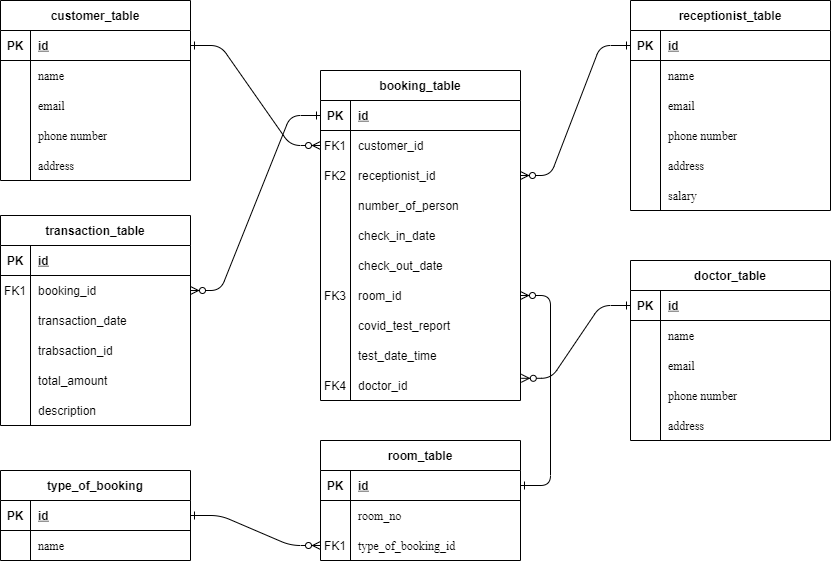 customer_table
PK id
name
email
phone number
address
transaction_table
PK id
FK1 booking_id
transaction_date
trabsaction_id
total_amount
description
type_of_booking
PK id
name
booking_table
PK id
FK1 customer_id
FK2 receptionist_id
number_of_person
check_in_date
check_out_date
FK3 room_id
covid_test_report
test_date_time
FK4 doctor_id
room_table
PK id
room_no
FK1 type_of_booking_id
receptionist_table
PK id
name
email
phone number
address
salary
doctor_table
PK id
name
email
phone number
address